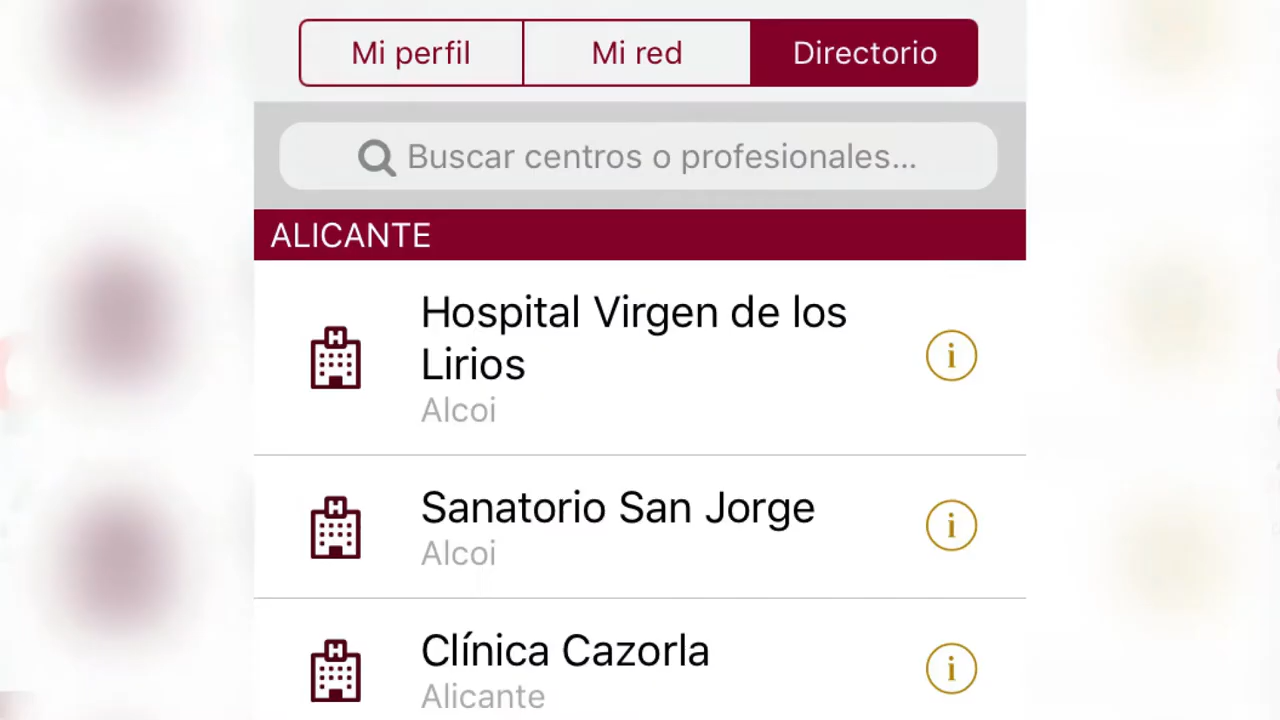 Mi perfil Mi red Directorio
Buscar centros o profesionales...
ALICANTE
Hospital Virgen de los
Lirios
Alcoi
Sanatorio San Jorge
Alcoi
Clínica Cazorla
Alicante